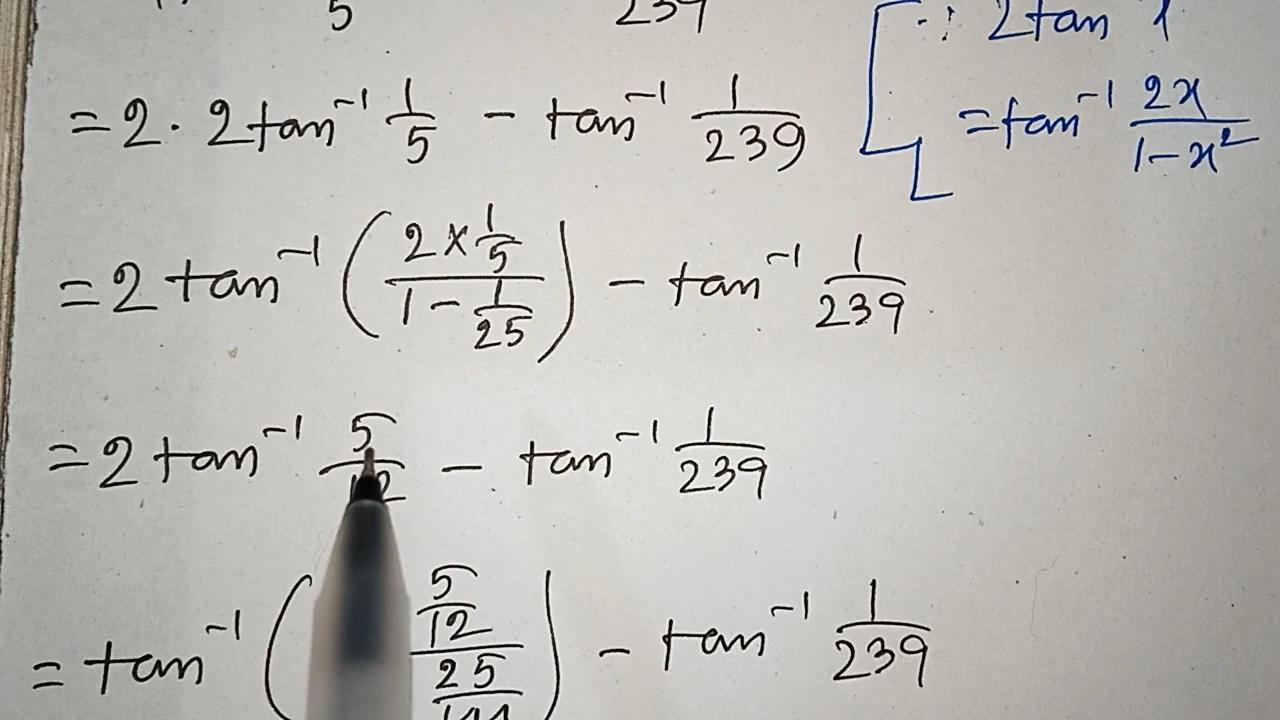 5 239
= 2 · 2 tan⁻¹ 1/5 − tan⁻¹ 1/239
[∵ 2 tan
= tan⁻¹ 2x/(1−x²)
= 2 tan⁻¹ ((2 × 1/5)/(1 − 1/25)) − tan⁻¹ 1/239
= 2 tan⁻¹ 5/12 − tan⁻¹ 1/239
= tan⁻¹ ( 5/12 / 25/144 ) − tan⁻¹ 1/239